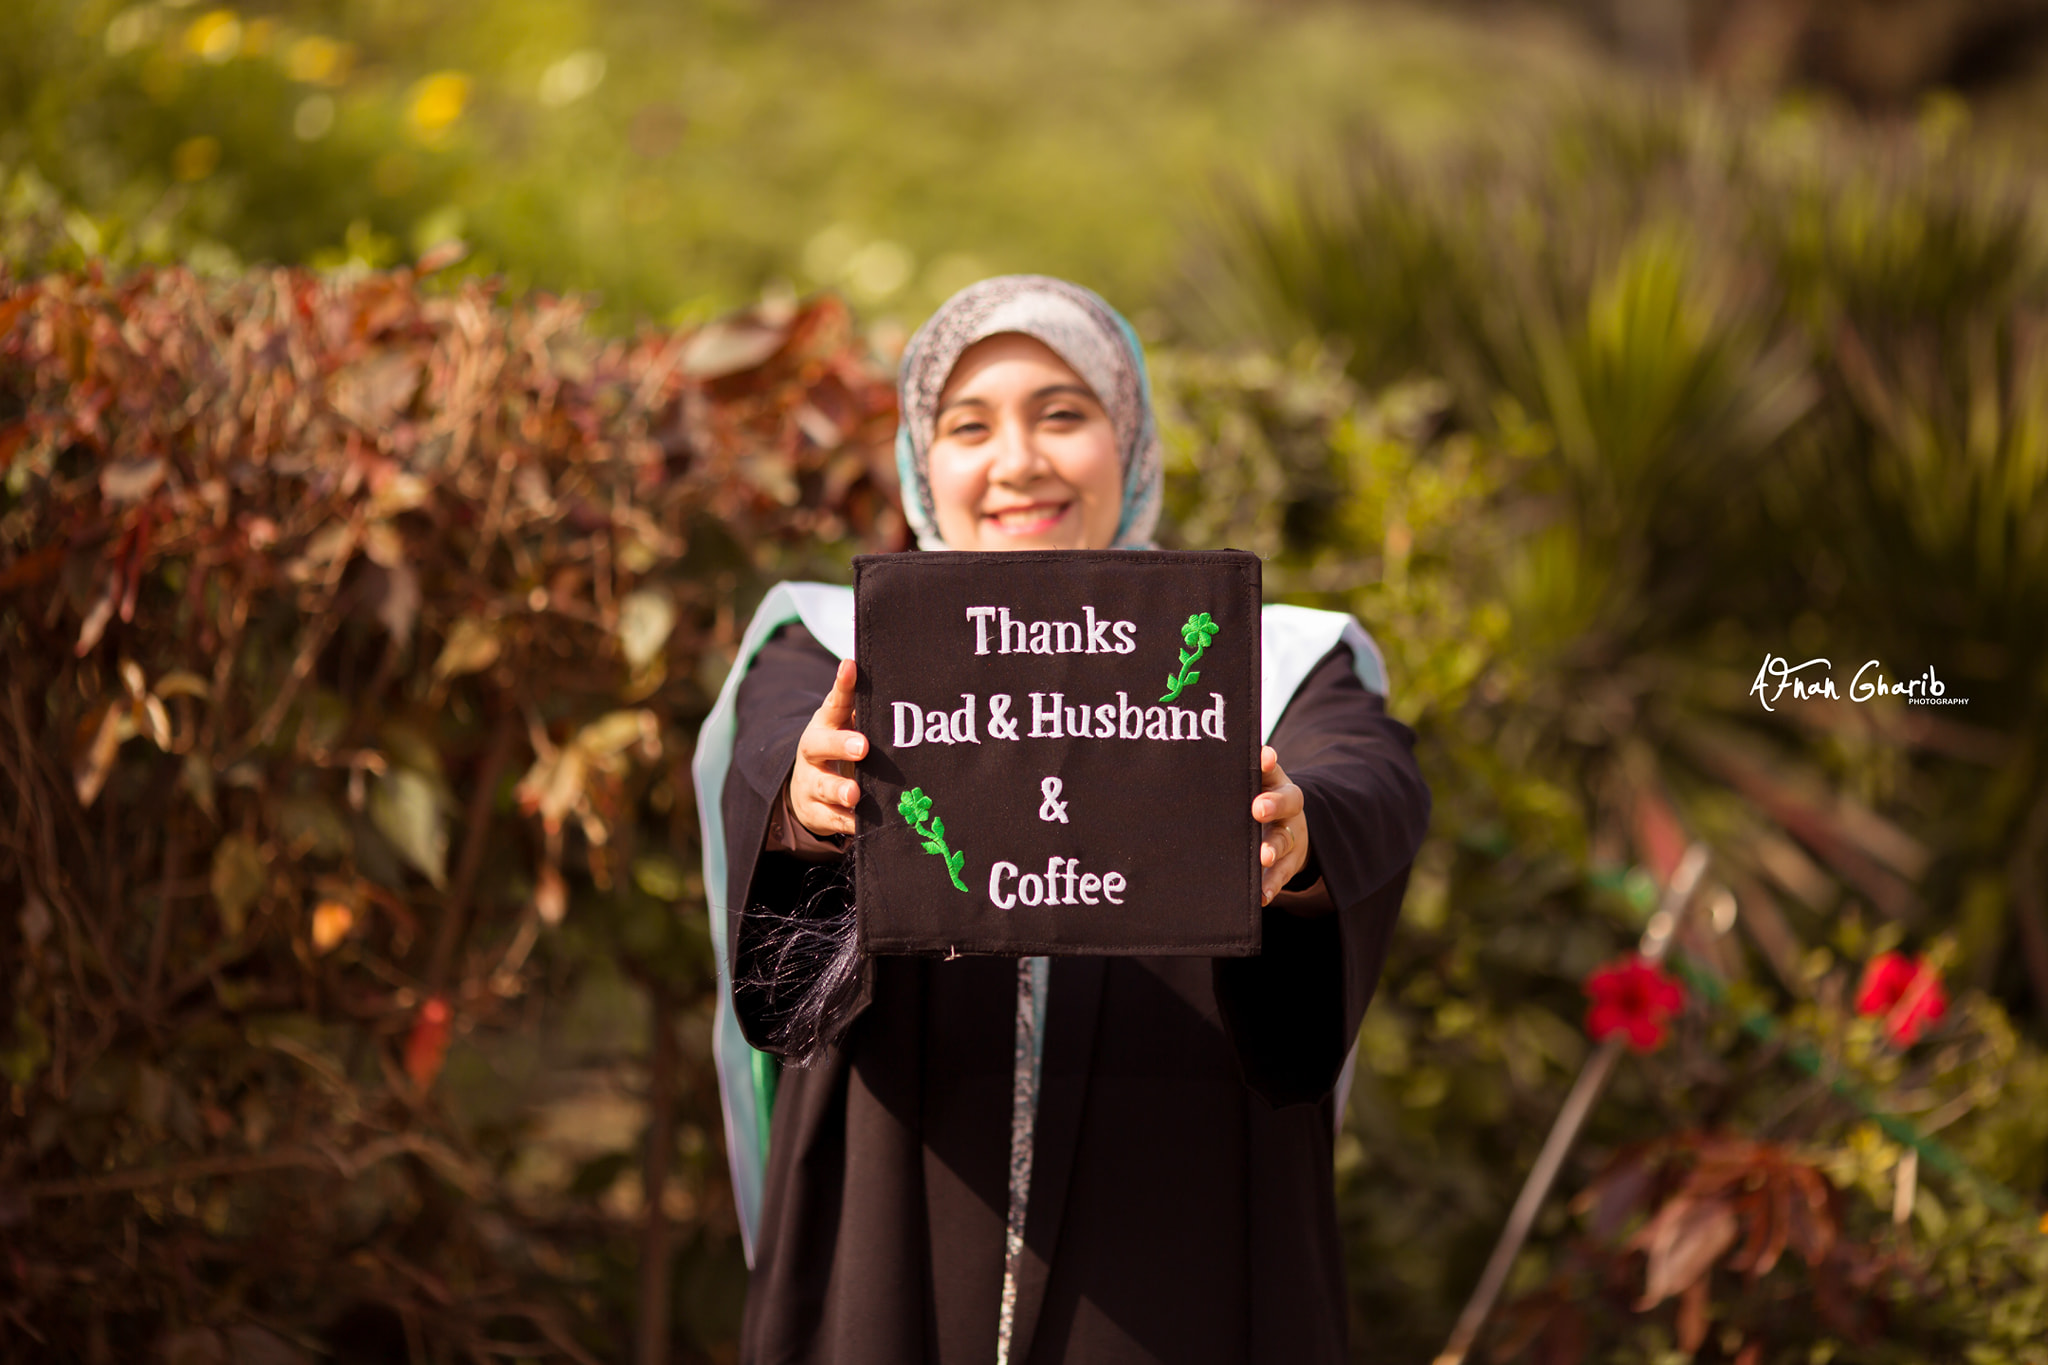 Thanks
Dad & Husband
&
Coffee
Afnan Gharib
PHOTOGRAPHY